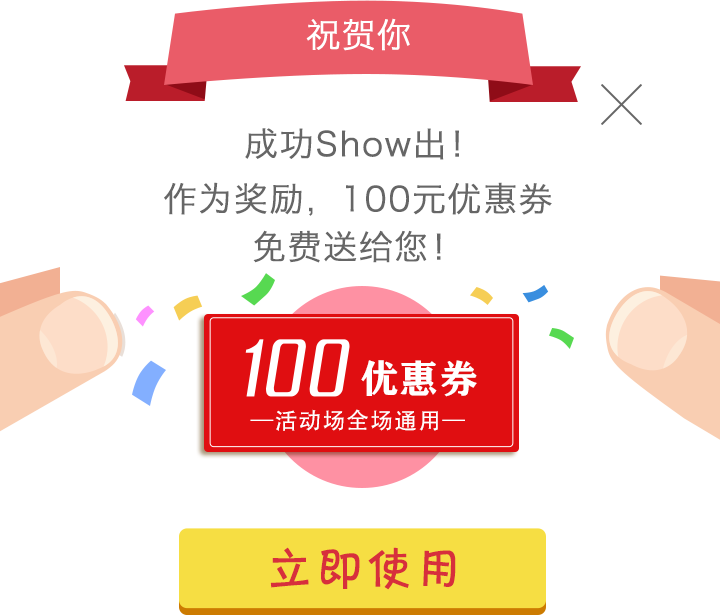 祝贺你
成功Show出！
作为奖励，100元优惠券
免费送给您！
100 优惠券
—活动场全场通用—
立即使用